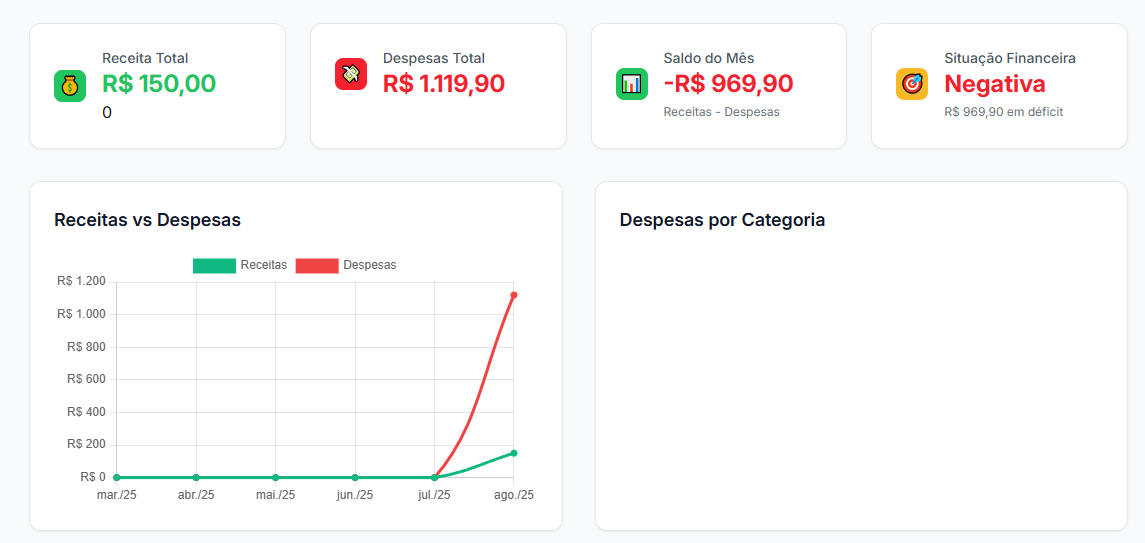 Receita Total
R$ 150,00
0
Despesas Total
R$ 1.119,90
Saldo do Mês
-R$ 969,90
Receitas - Despesas
Situação Financeira
Negativa
R$ 969,90 em déficit
Receitas vs Despesas
Receitas Despesas
R$ 1.200
R$ 1.000
R$ 800
R$ 600
R$ 400
R$ 200
R$ 0
mar./25 abr./25 mai./25 jun./25 jul./25 ago./25
Despesas por Categoria